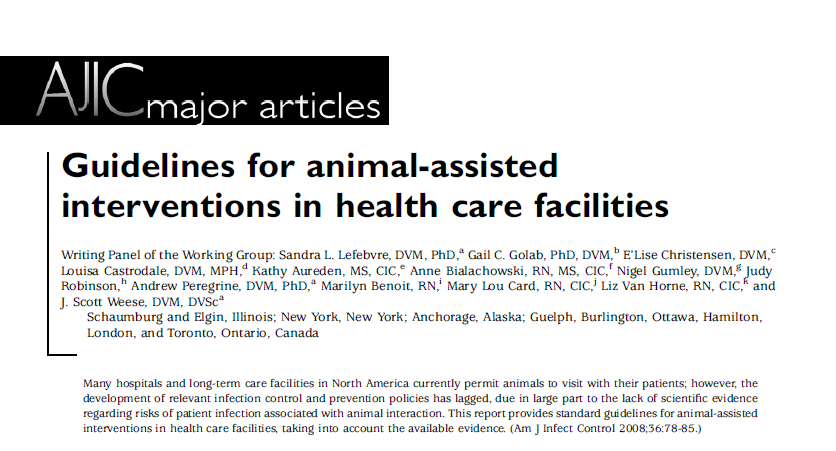 AJIC major articles
Guidelines for animal-assisted
interventions in health care facilities
Writing Panel of the Working Group: Sandra L. Lefebvre, DVM, PhD,a Gail C. Golab, PhD, DVM,b E'Lise Christensen, DVM,c
Louisa Castrodale, DVM, MPH,d Kathy Aureden, MS, CIC,e Anne Bialachowski, RN, MS, CIC,f Nigel Gumley, DVM,g Judy
Robinson,h Andrew Peregrine, DVM, PhD,a Marilyn Benoit, RN,i Mary Lou Card, RN, CIC,j Liz Van Horne, RN, CIC,k and
J. Scott Weese, DVM, DVSca
Schaumburg and Elgin, Illinois; New York, New York; Anchorage, Alaska; Guelph, Burlington, Ottawa, Hamilton,
London, and Toronto, Ontario, Canada
Many hospitals and long-term care facilities in North America currently permit animals to visit with their patients; however, the
development of relevant infection control and prevention policies has lagged, due in large part to the lack of scientific evidence
regarding risks of patient infection associated with animal interaction. This report provides standard guidelines for animal-assisted
interventions in health care facilities, taking into account the available evidence. (Am J Infect Control 2008;36:78-85.)